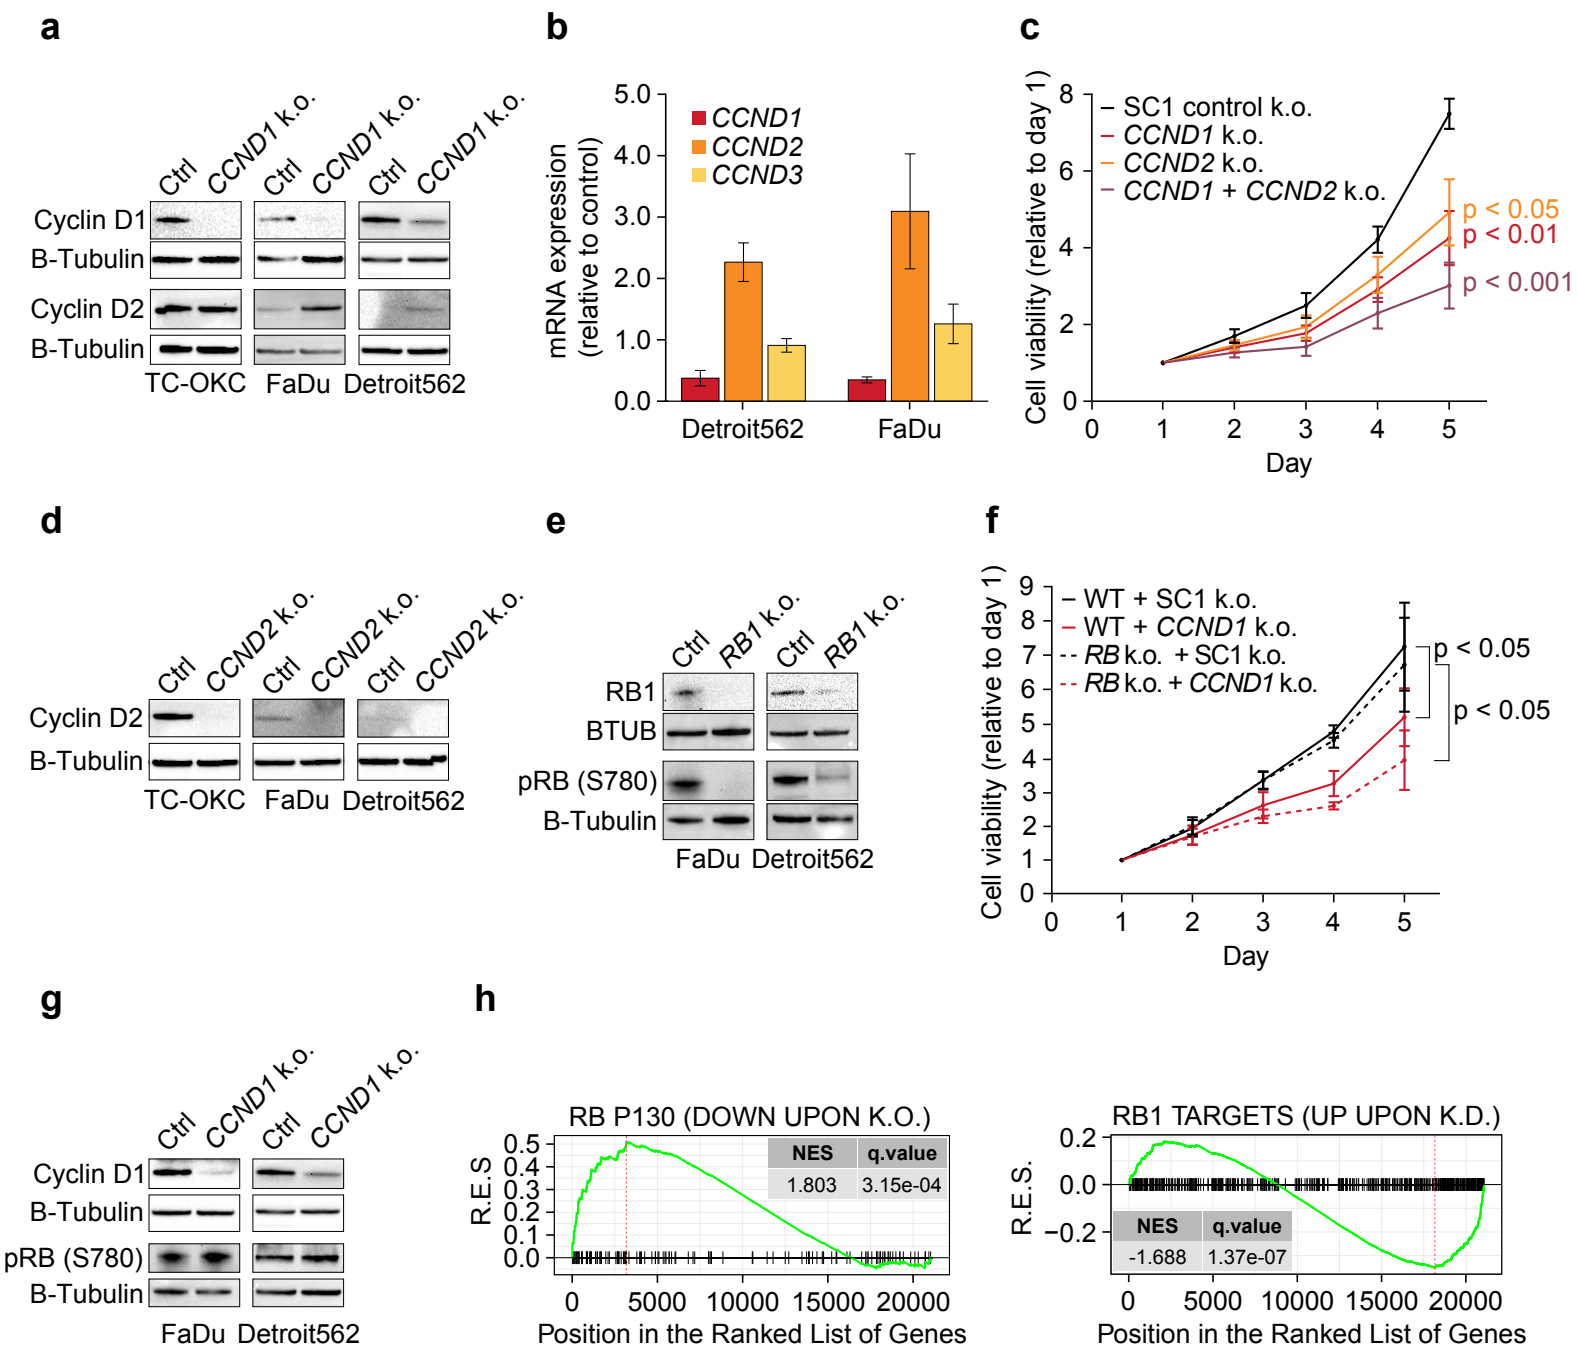 a
Ctrl
CCND1 k.o.
Ctrl
CCND1 k.o.
Ctrl
CCND1 k.o.
Cyclin D1
B-Tubulin
Cyclin D2
B-Tubulin
TC-OKC FaDu Detroit562
b
5.0
4.0
3.0
2.0
1.0
0.0
mRNA expression
(relative to control)
CCND1
CCND2
CCND3
Detroit562 FaDu
c
Cell viability (relative to day 1)
8
6
4
2
0
SC1 control k.o.
CCND1 k.o.
CCND2 k.o.
CCND1 + CCND2 k.o.
p < 0.05
p < 0.01
p < 0.001
0 1 2 3 4 5
Day
d
Ctrl
CCND2 k.o.
Ctrl
CCND2 k.o.
Ctrl
CCND2 k.o.
Cyclin D2
B-Tubulin
TC-OKC FaDu Detroit562
e
Ctrl
RB1 k.o.
Ctrl
RB1 k.o.
RB1
BTUB
pRB (S780)
B-Tubulin
FaDu Detroit562
f
Cell viability (relative to day 1)
9
8
7
6
5
4
3
2
1
0
WT + SC1 k.o.
WT + CCND1 k.o.
RB k.o. + SC1 k.o.
RB k.o. + CCND1 k.o.
p < 0.05
p < 0.05
0 1 2 3 4 5
Day
g
Ctrl
CCND1 k.o.
Ctrl
CCND1 k.o.
Cyclin D1
B-Tubulin
pRB (S780)
B-Tubulin
FaDu Detroit562
h
RB P130 (DOWN UPON K.O.)
R.E.S
0.5
0.4
0.3
0.2
0.1
0.0
NES q.value
1.803 3.15e-04
0 5000 10000 15000 20000
Position in the Ranked List of Genes
RB1 TARGETS (UP UPON K.D.)
R.E.S.
0.2
0.0
−0.2
NES q.value
-1.688 1.37e-07
0 5000 10000 15000 20000
Position in the Ranked List of Genes